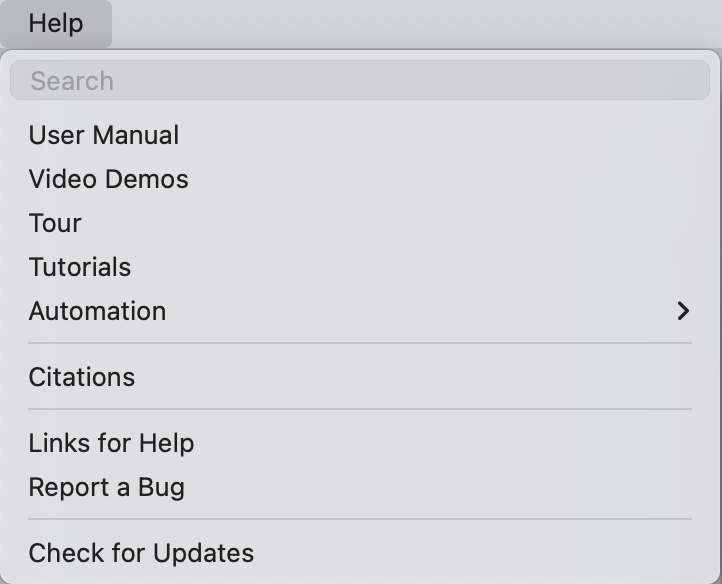 Help
Search
User Manual
Video Demos
Tour
Tutorials
Automation
Citations
Links for Help
Report a Bug
Check for Updates